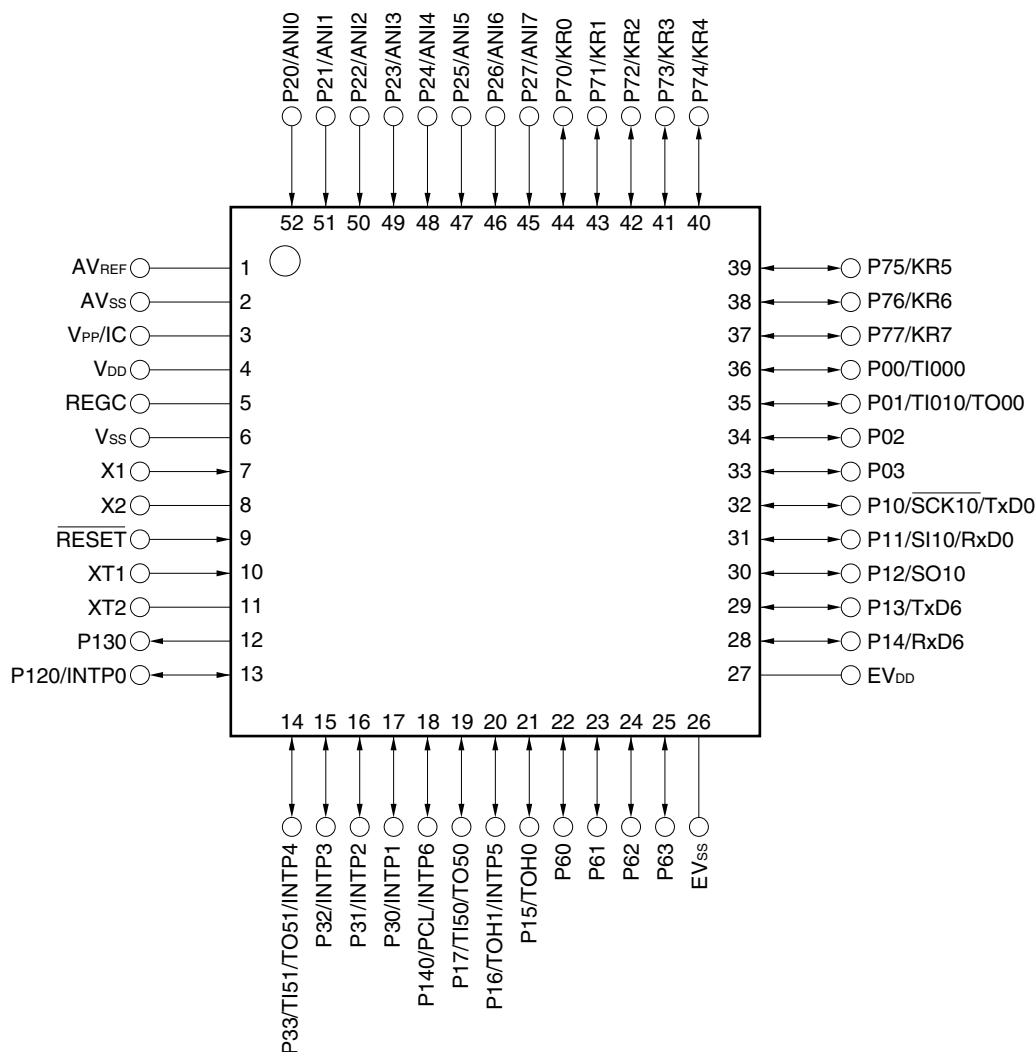 P20/ANI0
P21/ANI1
P22/ANI2
P23/ANI3
P24/ANI4
P25/ANI5
P26/ANI6
P27/ANI7
P70/KR0
P71/KR1
P72/KR2
P73/KR3
P74/KR4
52 51 50 49 48 47 46 45 44 43 42 41 40
AVREF 1 39 P75/KR5
AVSS 2 38 P76/KR6
VPP/IC 3 37 P77/KR7
VDD 4 36 P00/TI000
REGC 5 35 P01/TI010/TO00
VSS 6 34 P02
X1 7 33 P03
X2 8 32 P10/SCK10/TxD0
RESET 9 31 P11/SI10/RxD0
XT1 10 30 P12/SO10
XT2 11 29 P13/TxD6
P130 12 28 P14/RxD6
P120/INTP0 13 27 EVDD
14 15 16 17 18 19 20 21 22 23 24 25 26
P33/TI51/TO51/INTP4
P32/INTP3
P31/INTP2
P30/INTP1
P140/PCL/INTP6
P17/TI50/TO50
P16/TOH1/INTP5
P15/TOH0
P60
P61
P62
P63
EVSS